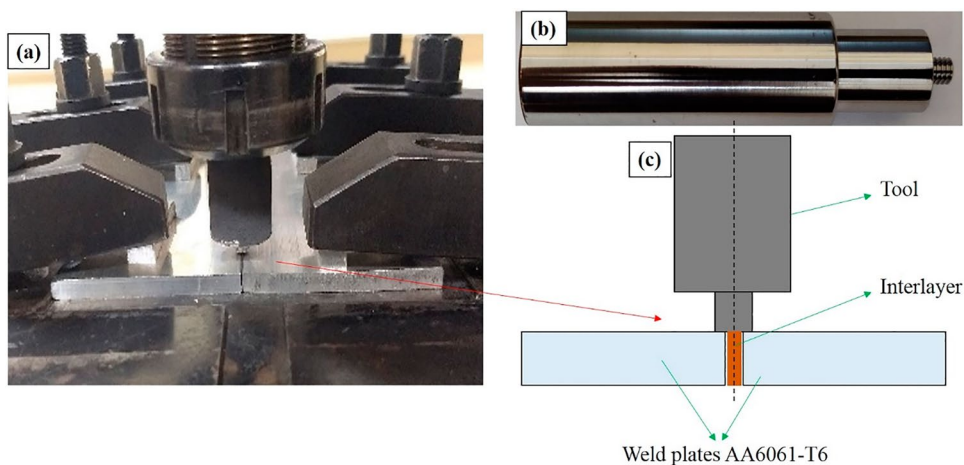 (a)
(b)
(c)
Tool
Interlayer
Weld plates AA6061-T6